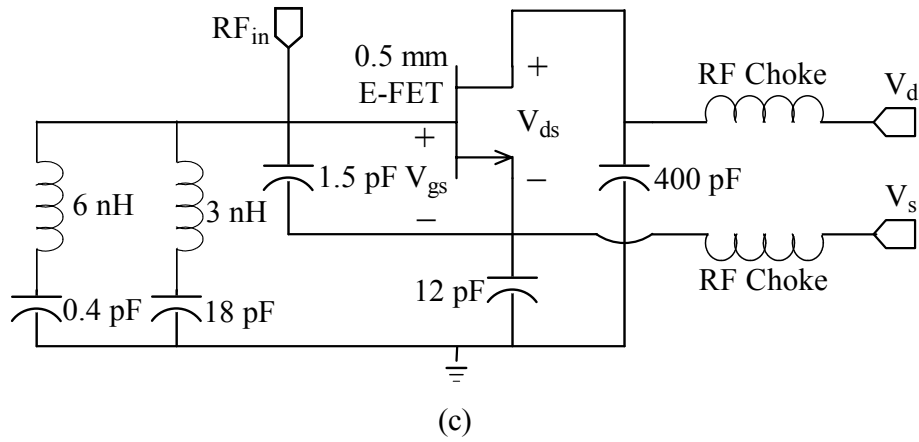 RF_in
0.5 mm
E-FET
+
V_ds
−
RF Choke
V_d
6 nH
3 nH
+
1.5 pF
V_gs
−
400 pF
V_s
RF Choke
12 pF
0.4 pF
18 pF
(c)